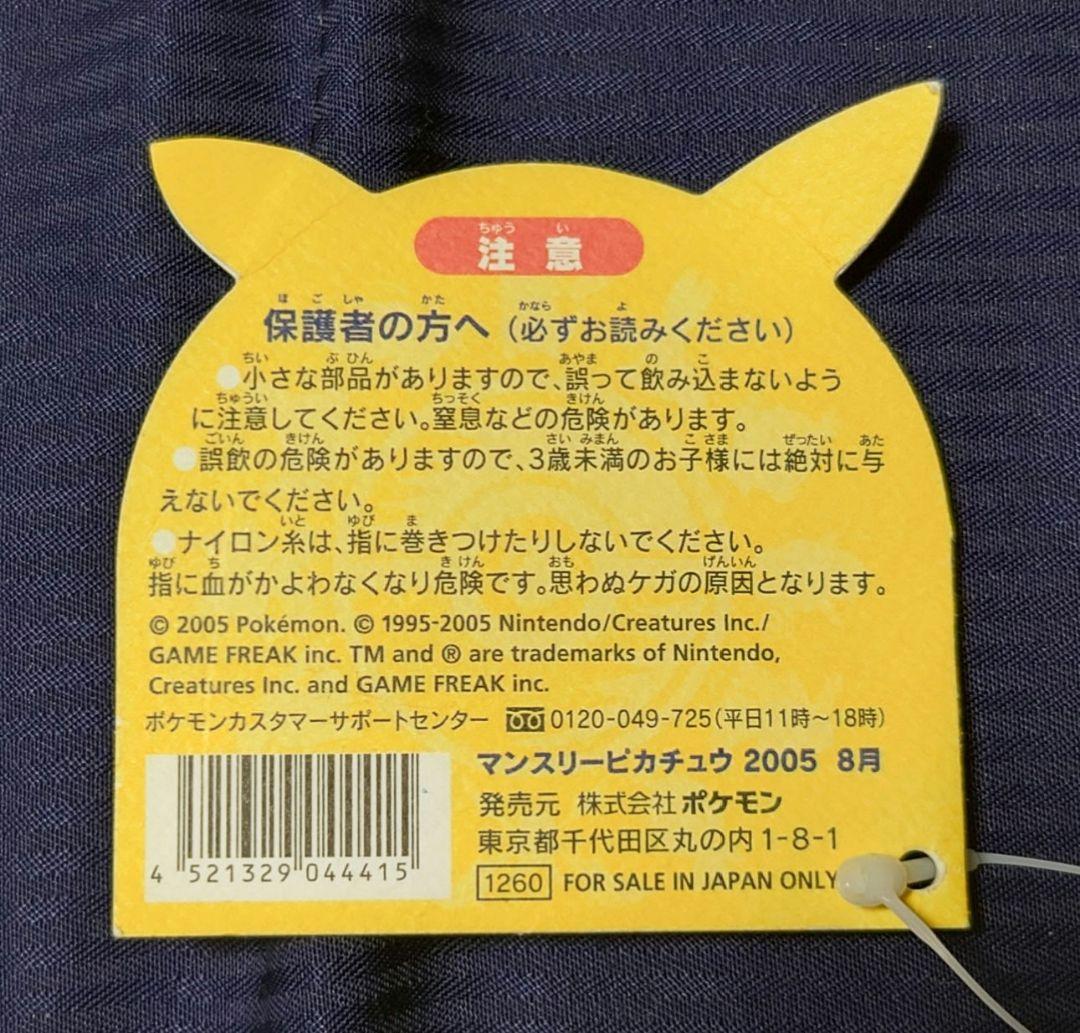 注意
保護者の方へ（必ずお読みください）
●小さな部品がありますので、誤って飲み込まないよう
に注意してください。窒息などの危険があります。
●誤飲の危険がありますので、3歳未満のお子様には絶対に与
えないでください。
●ナイロン糸は、指に巻きつけたりしないでください。
指に血がかよわなくなり危険です。思わぬケガの原因となります。
© 2005 Pokémon. © 1995-2005 Nintendo/Creatures Inc./
GAME FREAK inc. TM and ® are trademarks of Nintendo,
Creatures Inc. and GAME FREAK inc.
ポケモンカスタマーサポートセンター 0120-049-725（平日11時〜18時）
マンスリーピカチュウ 2005 8月
発売元 株式会社ポケモン
東京都千代田区丸の内1-8-1
1260 FOR SALE IN JAPAN ONLY
4 521329 044415